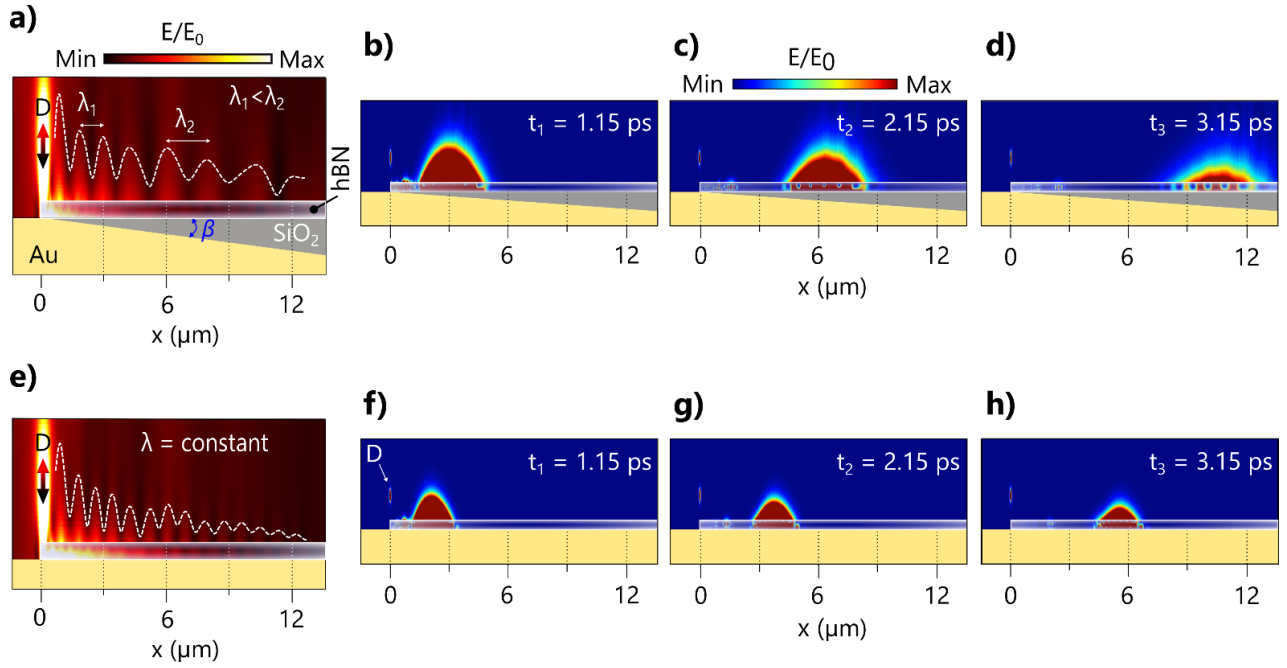 a)
E/E0
Min Max
D
λ1
λ2
λ1<λ2
hBN
β
SiO2
Au
0 6 12
x (µm)
b)
t1 = 1.15 ps
0 6 12
c)
E/E0
Min Max
t2 = 2.15 ps
0 6 12
x (µm)
d)
t3 = 3.15 ps
0 6 12
e)
D
λ = constant
0 6 12
x (µm)
f)
D
t1 = 1.15 ps
0 6 12
g)
t2 = 2.15 ps
0 6 12
x (µm)
h)
t3 = 3.15 ps
0 6 12